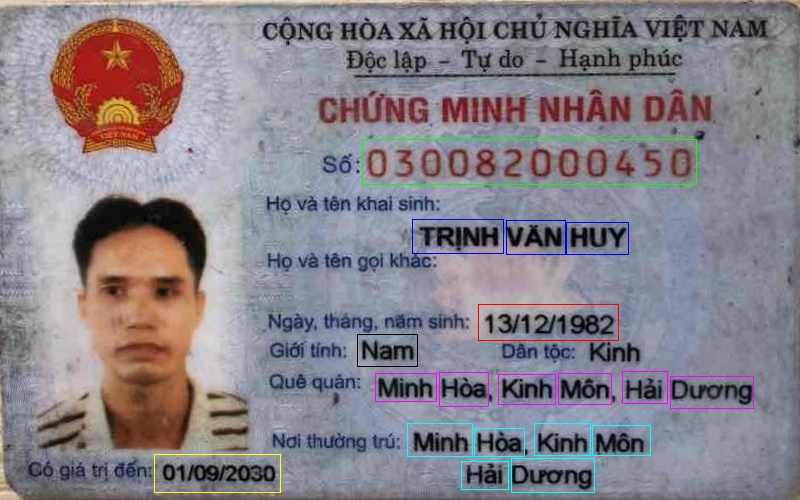 CỘNG HÒA XÃ HỘI CHỦ NGHĨA VIỆT NAM
Độc lập - Tự do - Hạnh phúc
CHỨNG MINH NHÂN DÂN
Số: 030082000450
Họ và tên khai sinh:
TRỊNH VĂN HUY
Họ và tên gọi khác:
Ngày, tháng, năm sinh: 13/12/1982
Giới tính: Nam Dân tộc: Kinh
Quê quán: Minh Hòa, Kinh Môn, Hải Dương
Nơi thường trú: Minh Hòa, Kinh Môn
Hải Dương
Có giá trị đến: 01/09/2030